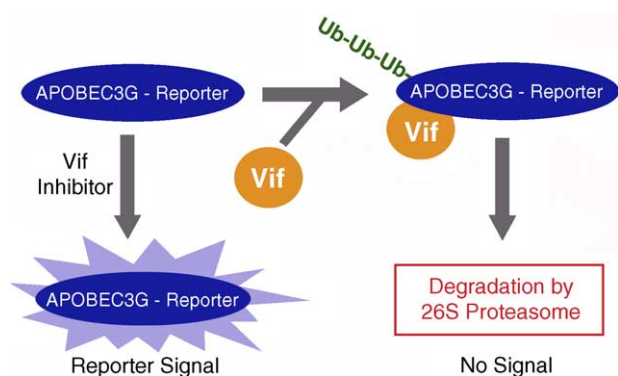 Ub-Ub-Ub-
APOBEC3G - Reporter
APOBEC3G - Reporter
Vif
Vif
Inhibitor
Vif
APOBEC3G - Reporter
Degradation by
26S Proteasome
Reporter Signal
No Signal